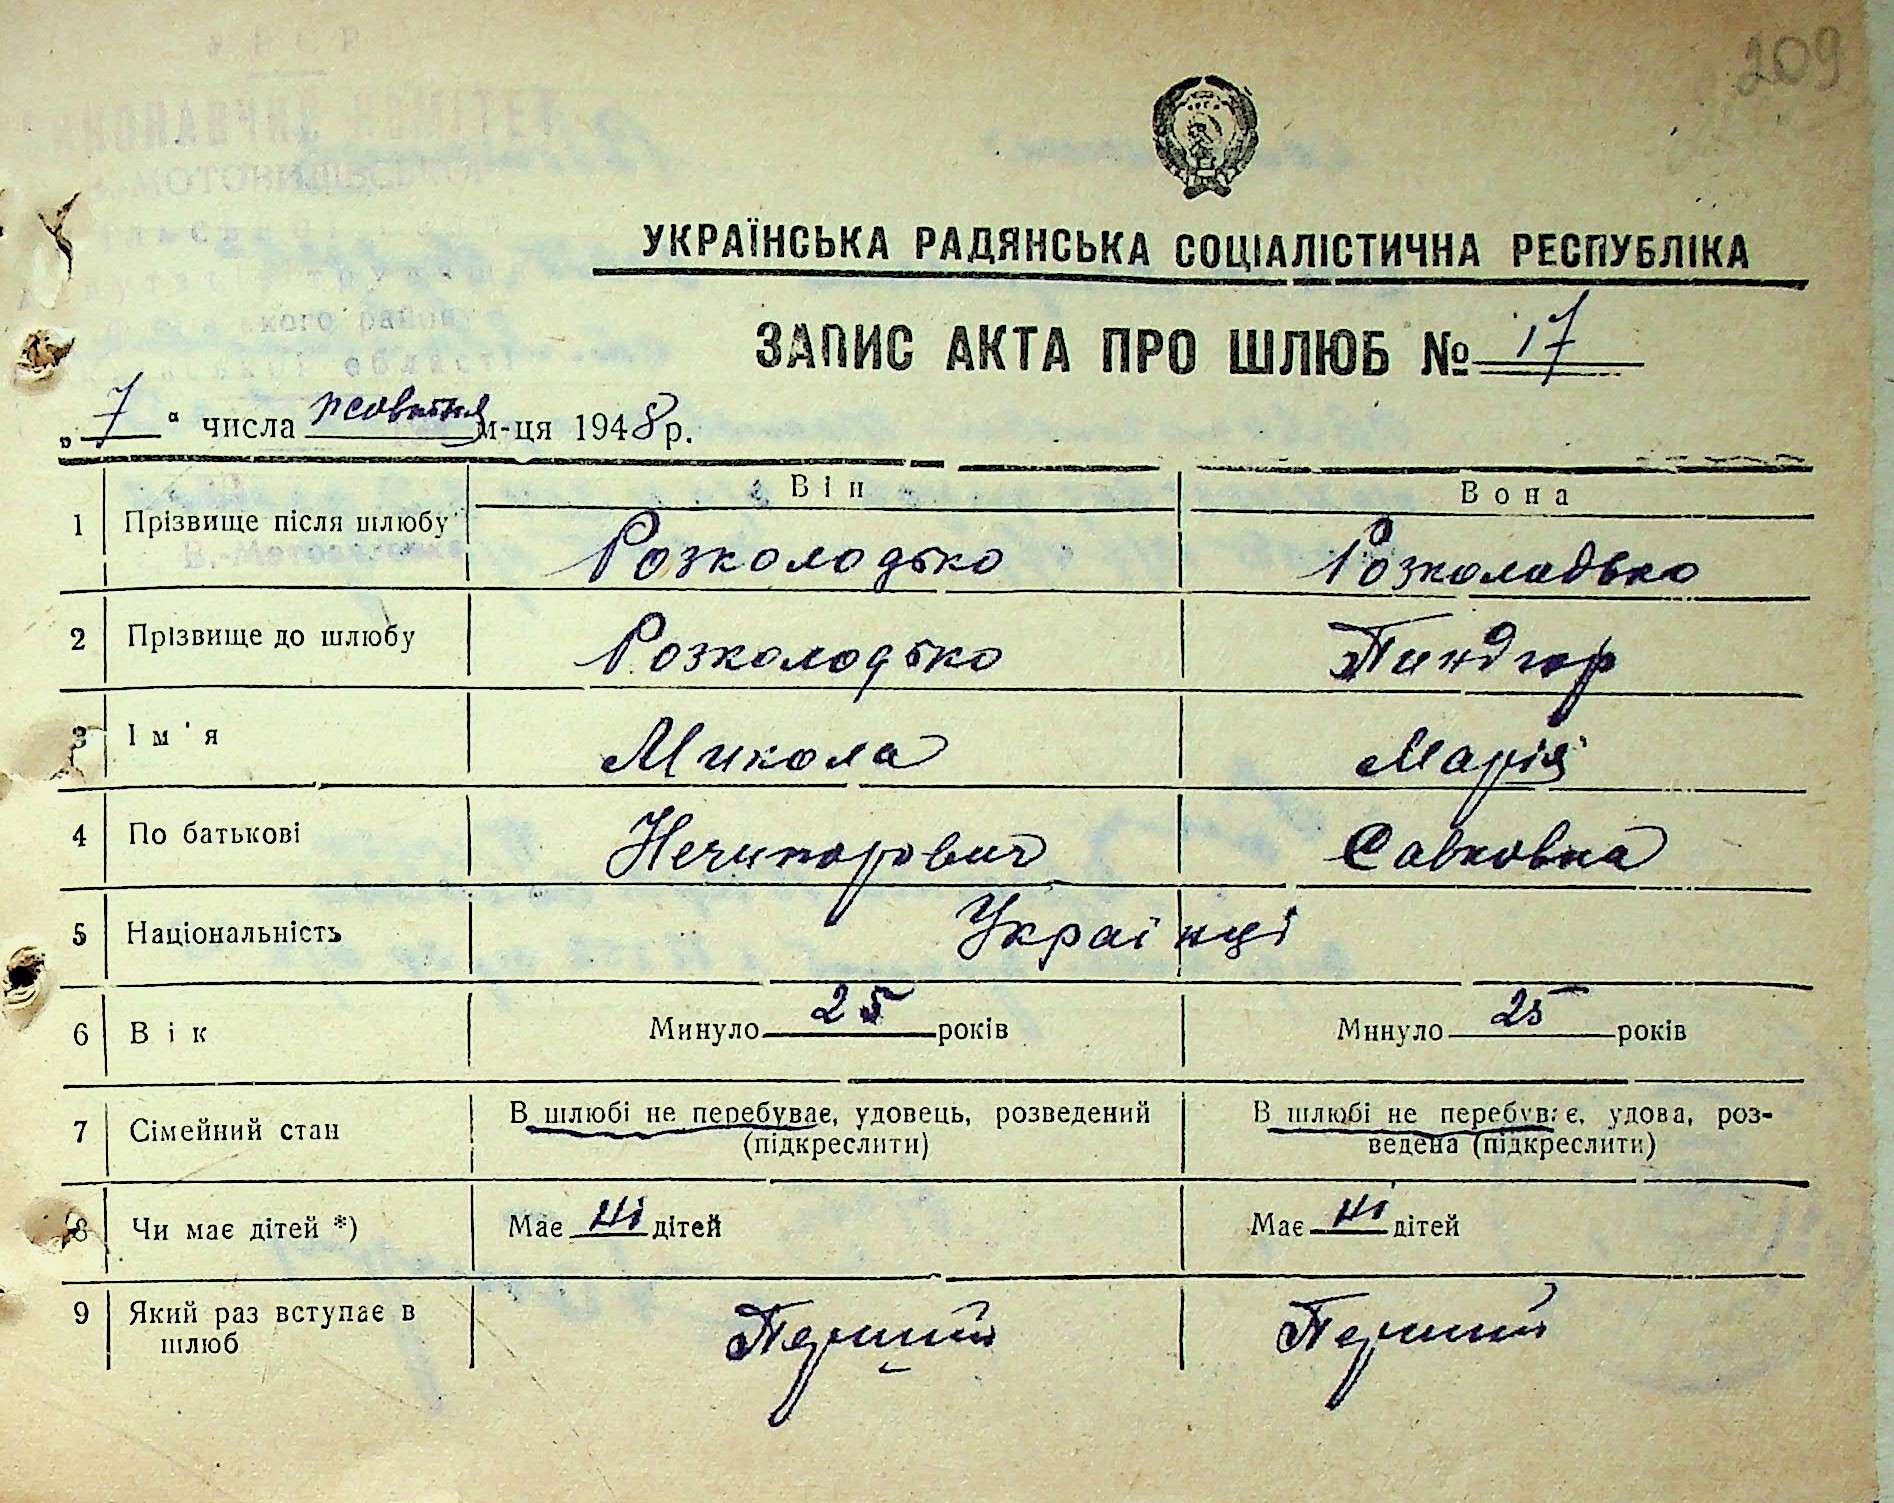 209
УКРАЇНСЬКА РАДЯНСЬКА СОЦІАЛІСТИЧНА РЕСПУБЛІКА
ЗАПИС АКТА ПРО ШЛЮБ № 17
„ 7 “ числа жовтня м-ця 1948 р.
Він Вона
1 Прізвище після шлюбу Розколодько Розколодько
2 Прізвище до шлюбу Розколодько Пиндюр
3 Ім'я Микола Марія
4 По батькові Нечипорович Савковна
5 Національність Українці
6 Вік Минуло 25 років Минуло 25 років
7 Сімейний стан В шлюбі не перебуває, удовець, розведений В шлюбі не перебуває, удова, роз-
(підкреслити) ведена (підкреслити)
8 Чи має дітей *) Має ні дітей Має ні дітей
9 Який раз вступає в Перший Перший
шлюб